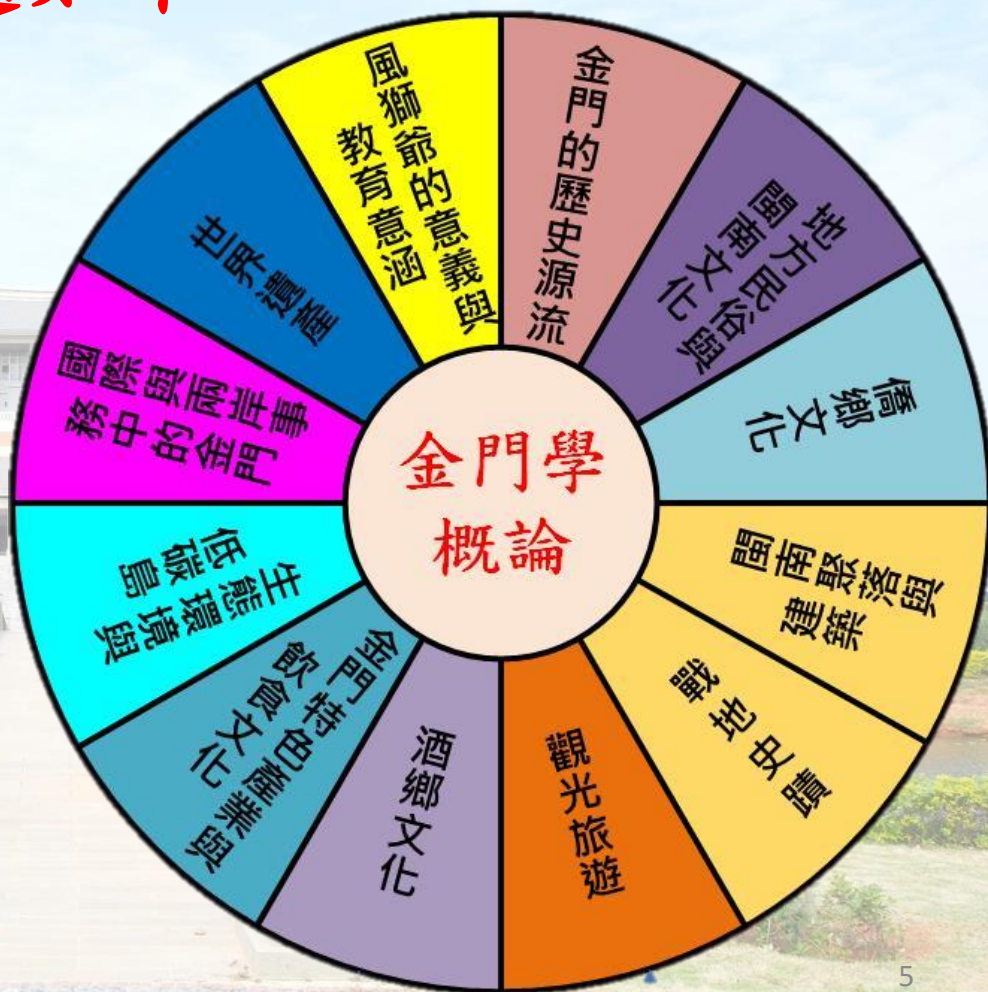 金門學
概論
金門的歷史源流
地方民俗與
閩南文化
僑鄉文化
閩南聚落與
建築
戰地史蹟
觀光旅遊
酒鄉文化
金門特色產業與
飲食文化
生態環境與
低碳島
國際與兩岸事
務中的金門
世界遺產
風獅爺的意義與
教育意涵
5